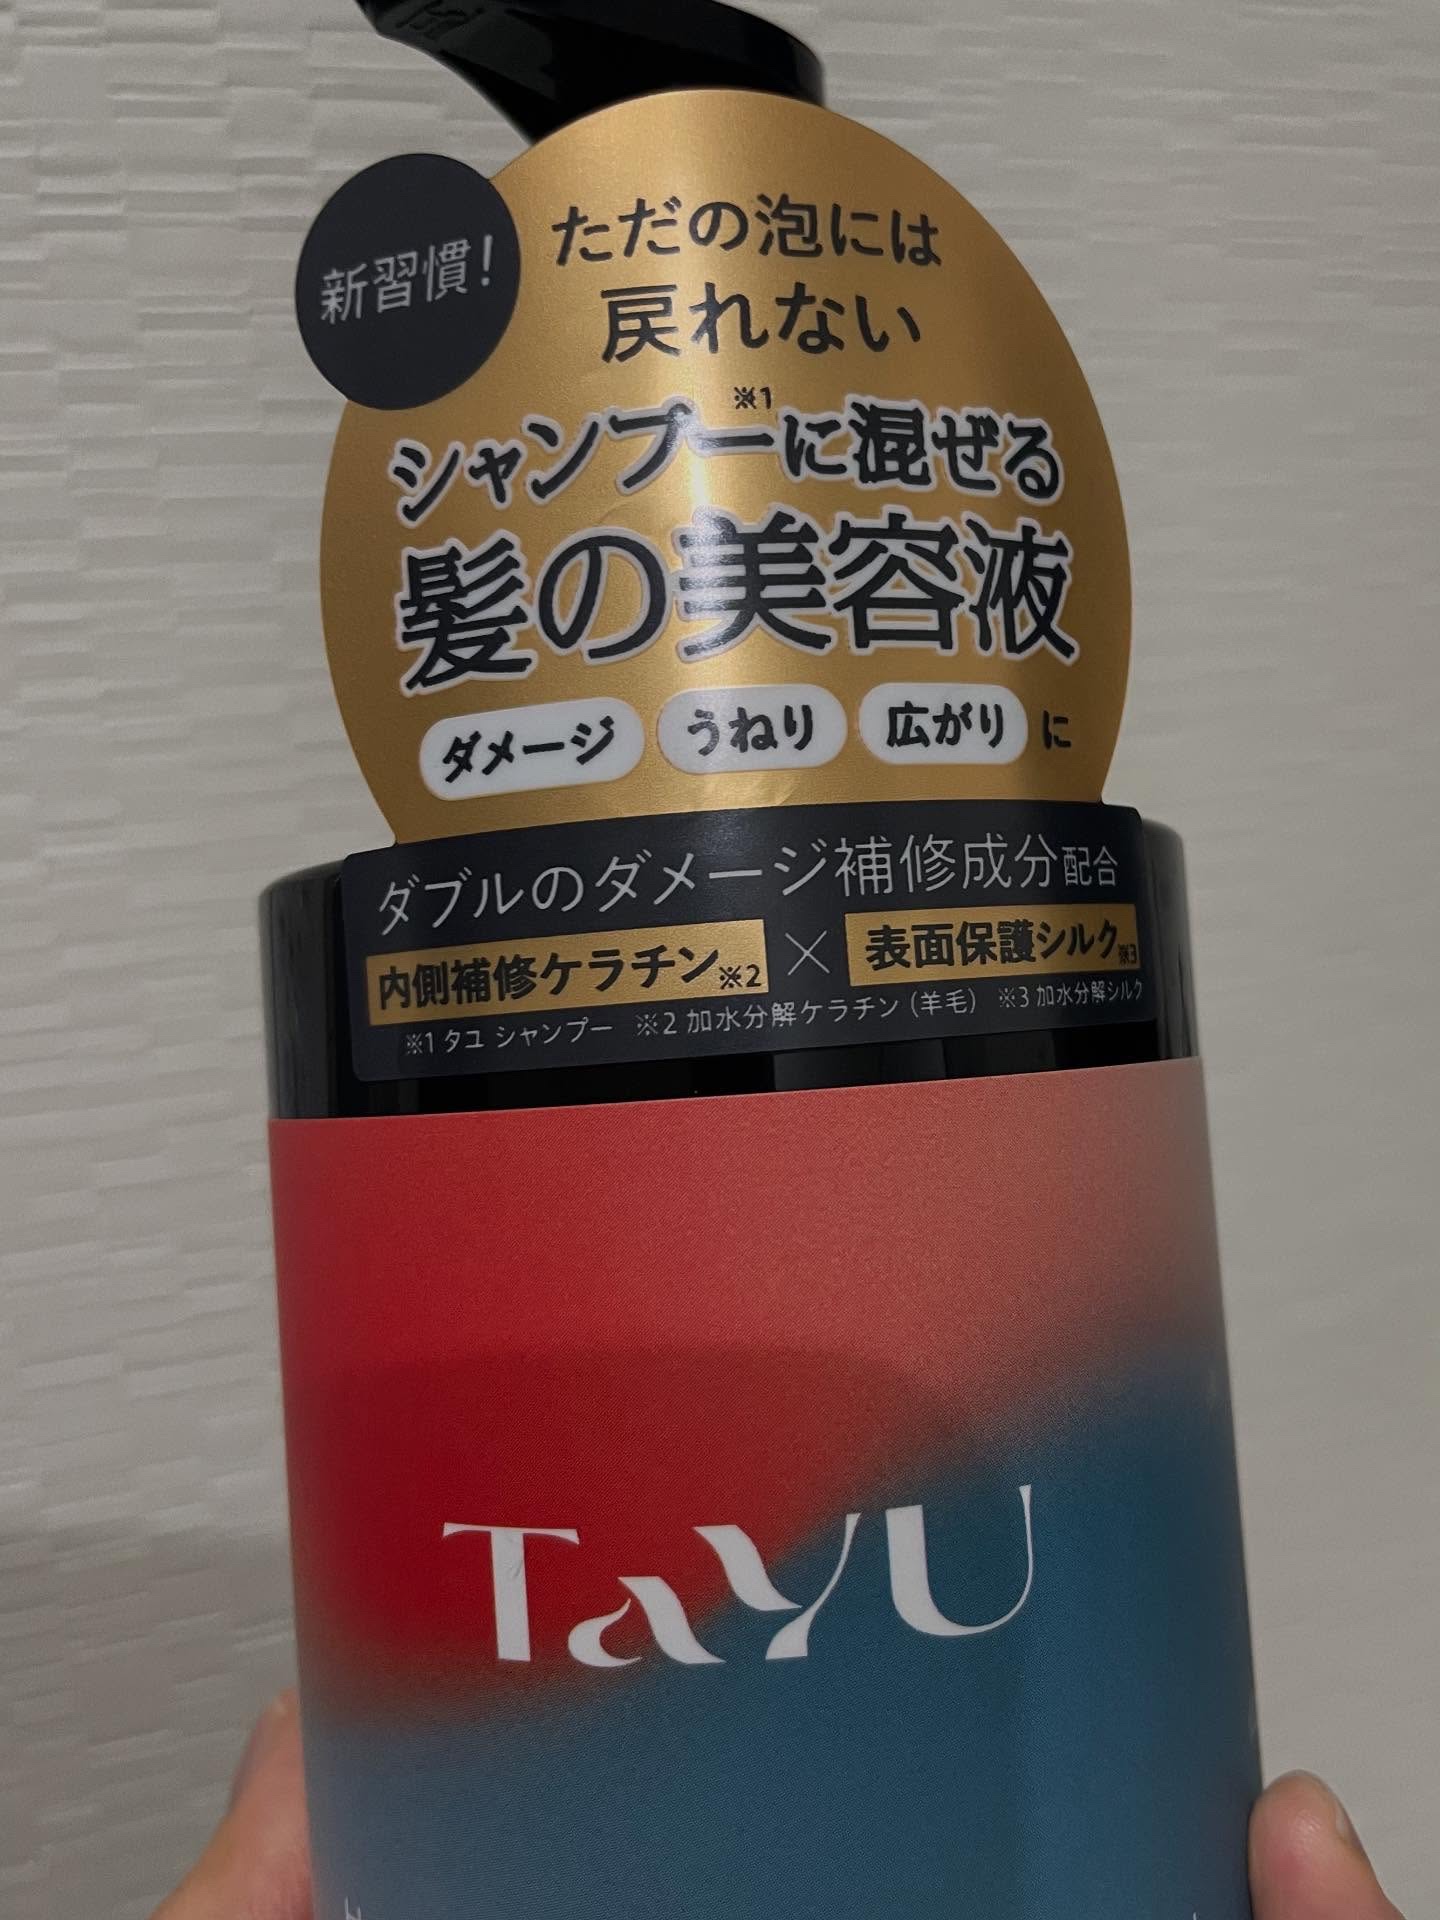 新習慣!
ただの泡には
戻れない
シャンプー※1に混ぜる
髪の美容液
ダメージ うねり 広がり に
ダブルのダメージ補修成分配合
内側補修ケラチン※2 × 表面保護シルク※3
※1 タユ シャンプー ※2 加水分解ケラチン (羊毛) ※3 加水分解シルク
TaYU